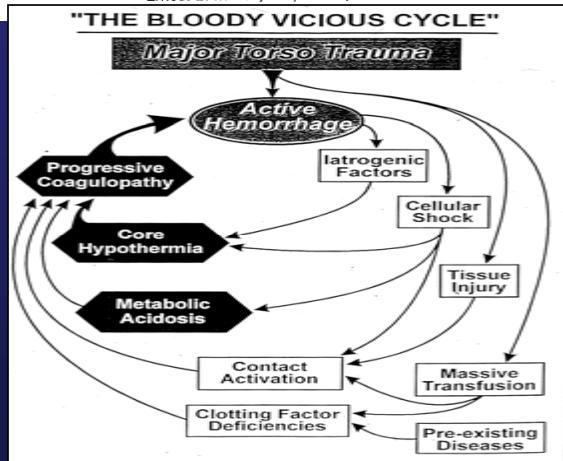 "THE BLOODY VICIOUS CYCLE"
Major Torso Trauma
Active
Hemorrhage
Iatrogenic
Factors
Progressive
Coagulopathy
Cellular
Shock
Core
Hypothermia
Tissue
Injury
Metabolic
Acidosis
Contact
Activation
Massive
Transfusion
Clotting Factor
Deficiencies
Pre-existing
Diseases